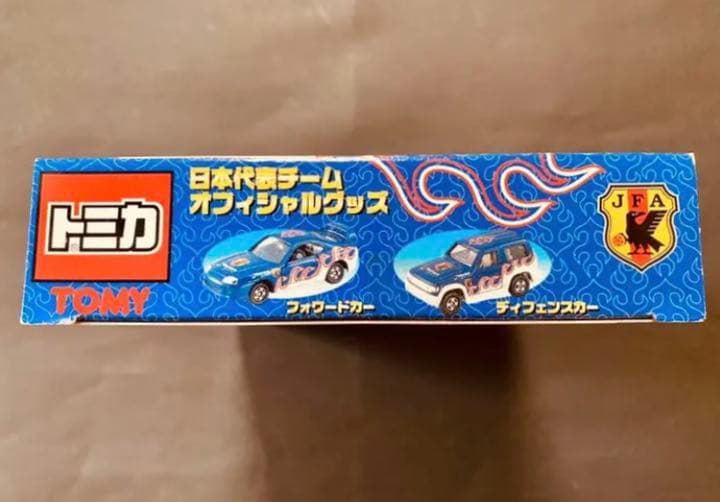 トミカ
TOMY
日本代表チーム
オフィシャルグッズ
フォワードカー
ディフェンスカー
JFA